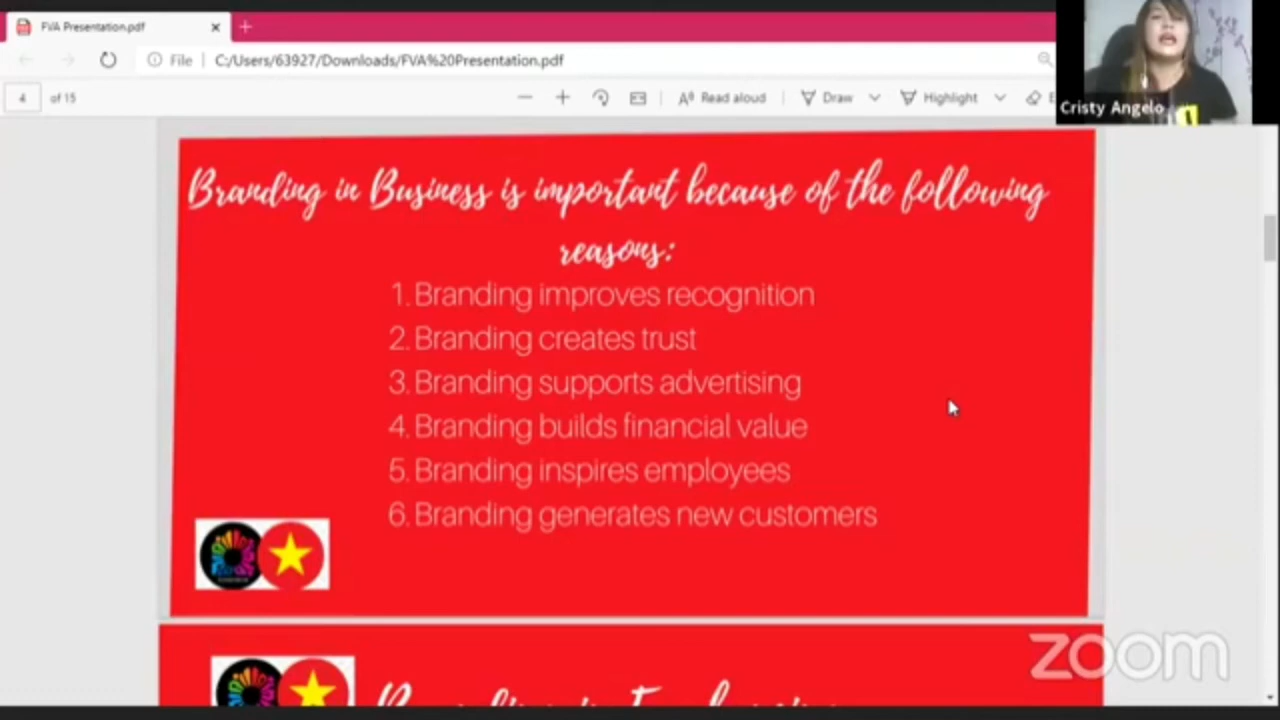 FVA Presentation.pdf
File
C:/Users/63927/Downloads/FVA%20Presentation.pdf
4 of 15
Read aloud
Draw
Highlight
Cristy Angelo
Branding in Business is important because of the following
reasons:
1. Branding improves recognition
2. Branding creates trust
3. Branding supports advertising
4. Branding builds financial value
5. Branding inspires employees
6. Branding generates new customers
zoom